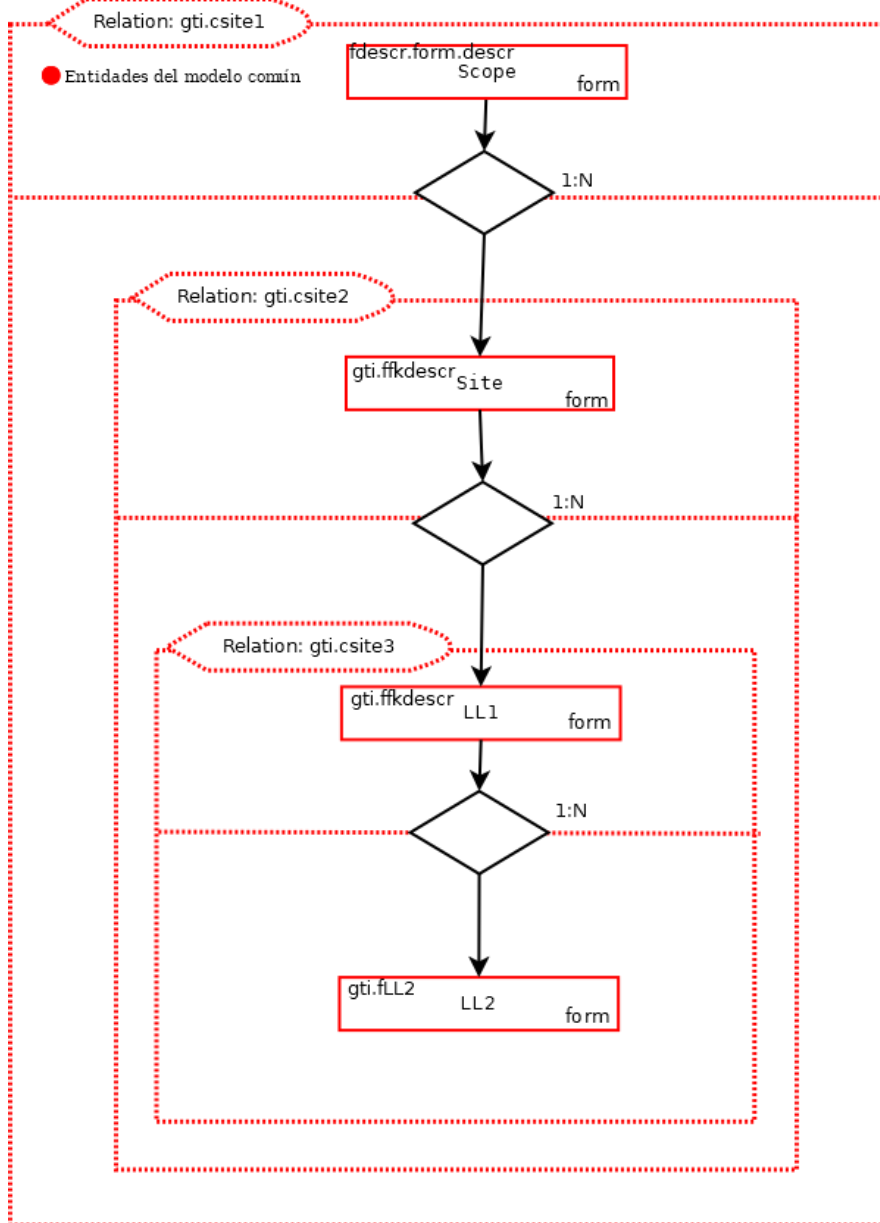 Relation: gti.csite1
fdescr.form.descr
Entidades del modelo común
Scope
form
1:N
Relation: gti.csite2
gti.ffkdescr
Site
form
1:N
Relation: gti.csite3
gti.ffkdescr
LL1
form
1:N
gti.fLL2
LL2
form